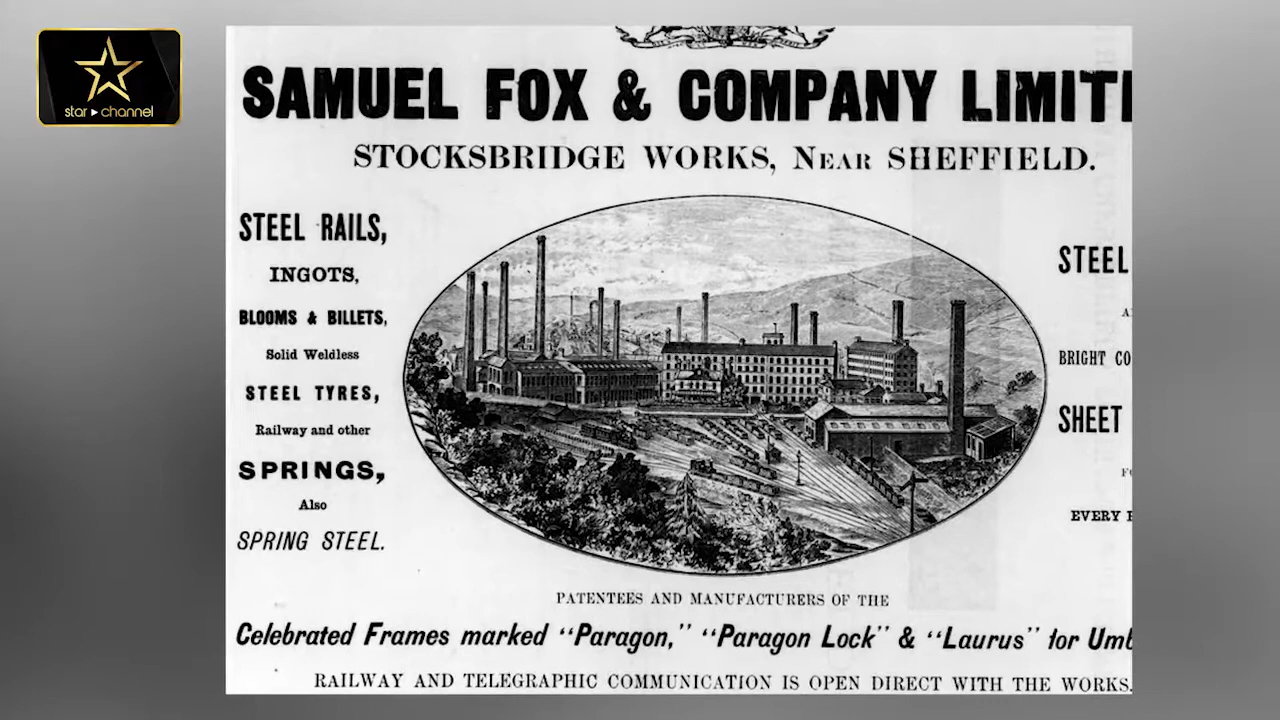 star channel
SAMUEL FOX & COMPANY LIMIT
STOCKSBRIDGE WORKS, NEAR SHEFFIELD.
STEEL RAILS,
INGOTS,
BLOOMS & BILLETS,
Solid Weldless
STEEL TYRES,
Railway and other
SPRINGS,
Also
SPRING STEEL.
STEEL
A
BRIGHT CO
SHEET
F
EVERY
PATENTEES AND MANUFACTURERS OF THE
Celebrated Frames marked "Paragon," "Paragon Lock" & "Laurus" for Umb
RAILWAY AND TELEGRAPHIC COMMUNICATION IS OPEN DIRECT WITH THE WORKS.